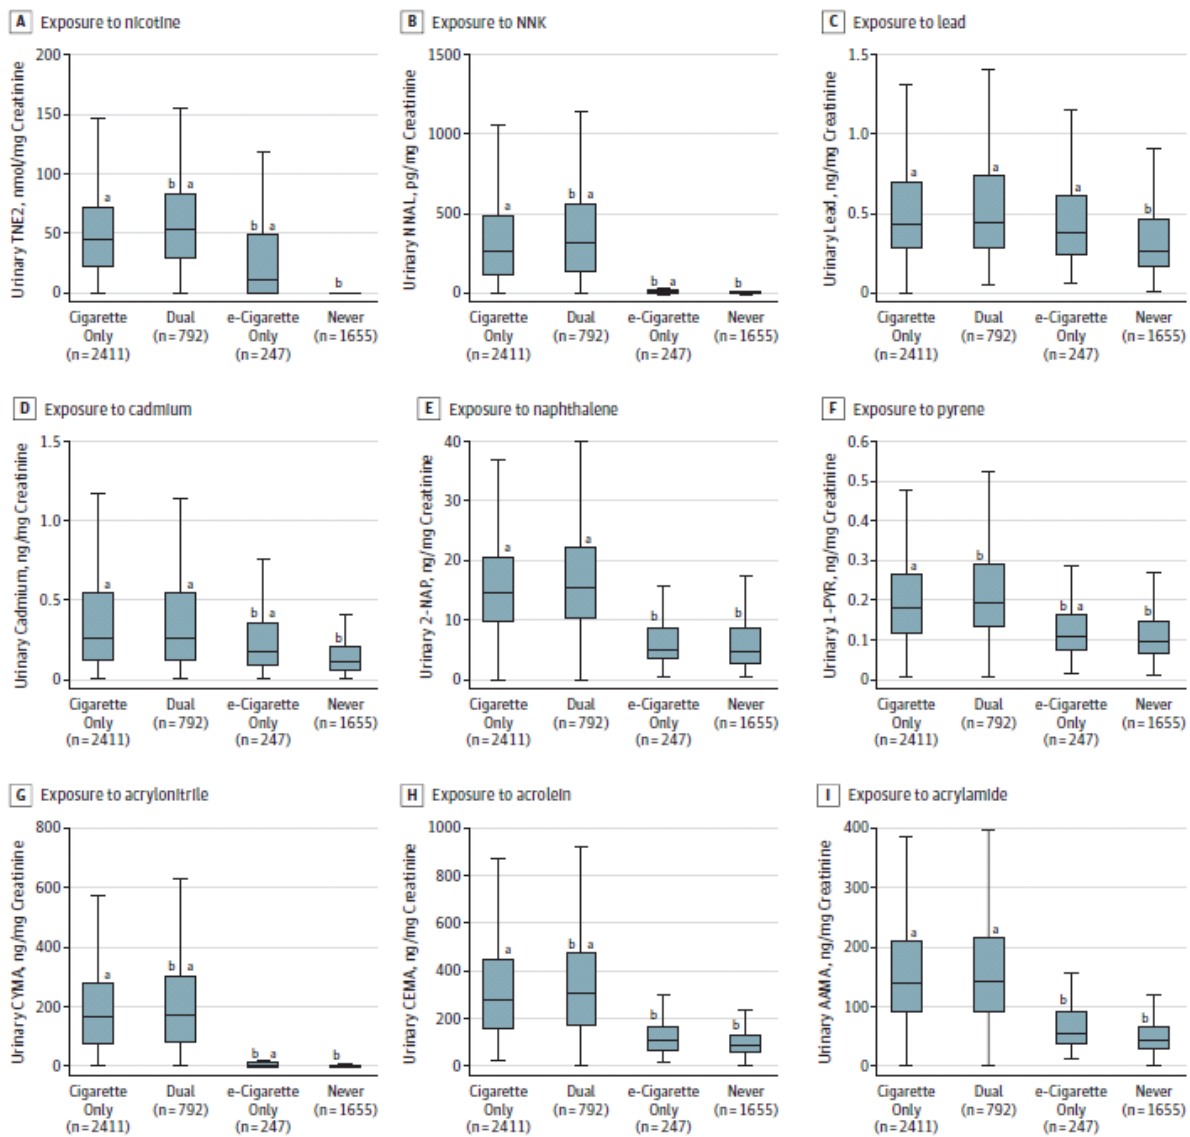 A Exposure to nicotine
Urinary TNE2, nmol/mg Creatinine
200
150
100
50
0
a
b a
b a
b
Cigarette Only (n=2411)
Dual (n=792)
e-Cigarette Only (n=247)
Never (n=1655)
B Exposure to NNK
Urinary NNAL, pg/mg Creatinine
1500
1000
500
0
a
b a
b a
b
Cigarette Only (n=2411)
Dual (n=792)
e-Cigarette Only (n=247)
Never (n=1655)
C Exposure to lead
Urinary Lead, ng/mg Creatinine
1.5
1.0
0.5
0
a
a
a
b
Cigarette Only (n=2411)
Dual (n=792)
e-Cigarette Only (n=247)
Never (n=1655)
D Exposure to cadmium
Urinary Cadmium, ng/mg Creatinine
1.5
1.0
0.5
0
a
a
b a
b
Cigarette Only (n=2411)
Dual (n=792)
e-Cigarette Only (n=247)
Never (n=1655)
E Exposure to naphthalene
Urinary 2-NAP, ng/mg Creatinine
40
30
20
10
0
a
a
b
b
Cigarette Only (n=2411)
Dual (n=792)
e-Cigarette Only (n=247)
Never (n=1655)
F Exposure to pyrene
Urinary 1-PYR, ng/mg Creatinine
0.6
0.5
0.4
0.3
0.2
0.1
0
a
b
b a
b
Cigarette Only (n=2411)
Dual (n=792)
e-Cigarette Only (n=247)
Never (n=1655)
G Exposure to acrylonitrile
Urinary CYMA, ng/mg Creatinine
800
600
400
200
0
a
b a
b a
b
Cigarette Only (n=2411)
Dual (n=792)
e-Cigarette Only (n=247)
Never (n=1655)
H Exposure to acrolein
Urinary CEMA, ng/mg Creatinine
1000
800
600
400
200
0
a
b a
b
b
Cigarette Only (n=2411)
Dual (n=792)
e-Cigarette Only (n=247)
Never (n=1655)
I Exposure to acrylamide
Urinary AAMA, ng/mg Creatinine
400
300
200
100
0
a
a
b
b
Cigarette Only (n=2411)
Dual (n=792)
e-Cigarette Only (n=247)
Never (n=1655)